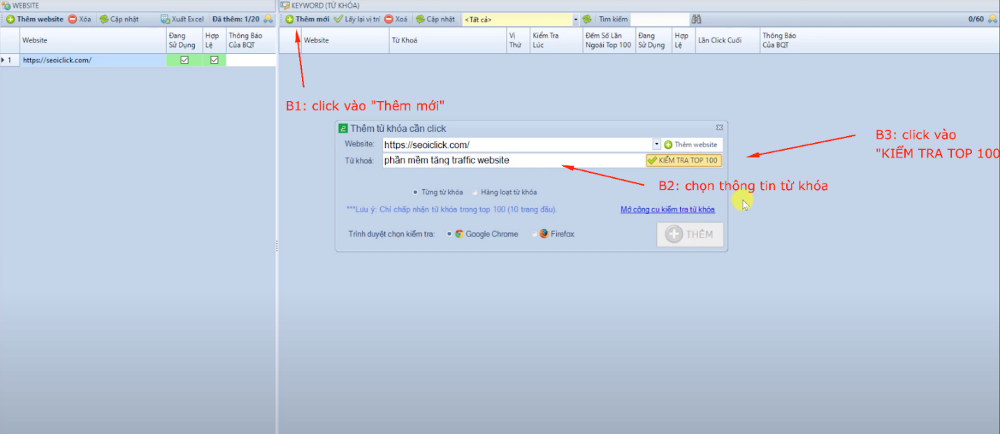 WEBSITE
Thêm website Xóa Cập nhật Xuất Excel Đã thêm: 1/20
Website Đang Sử Dụng Hợp Lệ Thông Báo Của BQT
1 https://seoiclick.com/
KEYWORD (TỪ KHÓA)
Thêm mới Lấy lại vị trí Xoá Cập nhật <Tất cả> Tìm kiếm 0/60
Website Từ Khoá Vị Thứ Kiểm Tra Lúc Đếm Số Lần Ngoài Top 100 Đang Sử Dụng Hợp Lệ Lần Click Cuối Thông Báo Của BQT
B1: click vào "Thêm mới"
Thêm từ khóa cần click
Website: https://seoiclick.com/ Thêm website
Từ khoá: phần mềm tăng traffic website KIỂM TRA TOP 100
B3: click vào
"KIỂM TRA TOP 100
B2: chọn thông tin từ khóa
Từng từ khóa Hàng loạt từ khóa
***Lưu ý: Chỉ chấp nhận từ khóa trong top 100 (10 trang đầu). Mở công cụ kiểm tra từ khóa
Trình duyệt chọn kiểm tra: Google Chrome Firefox THÊM